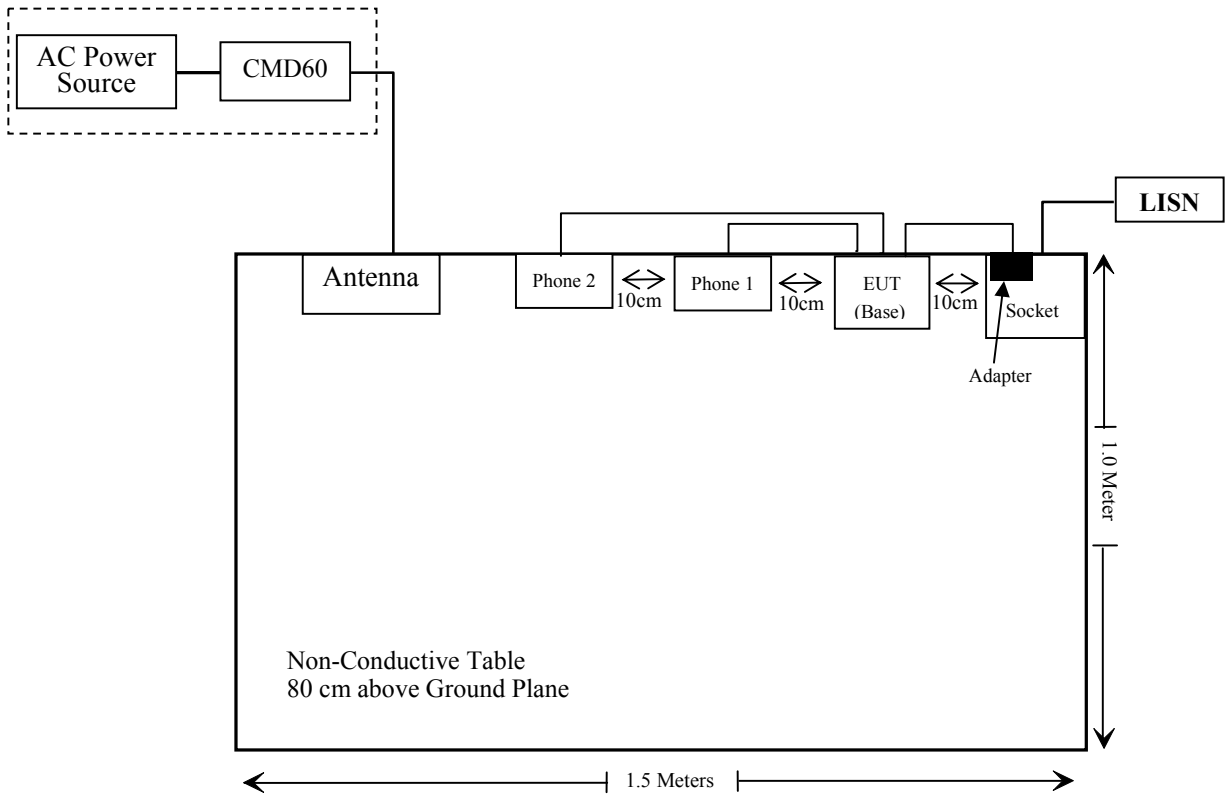 AC Power
Source
CMD60
LISN
Antenna
Phone 2
10cm
Phone 1
10cm
EUT
(Base)
10cm
Socket
Adapter
1.0 Meter
Non-Conductive Table
80 cm above Ground Plane
1.5 Meters